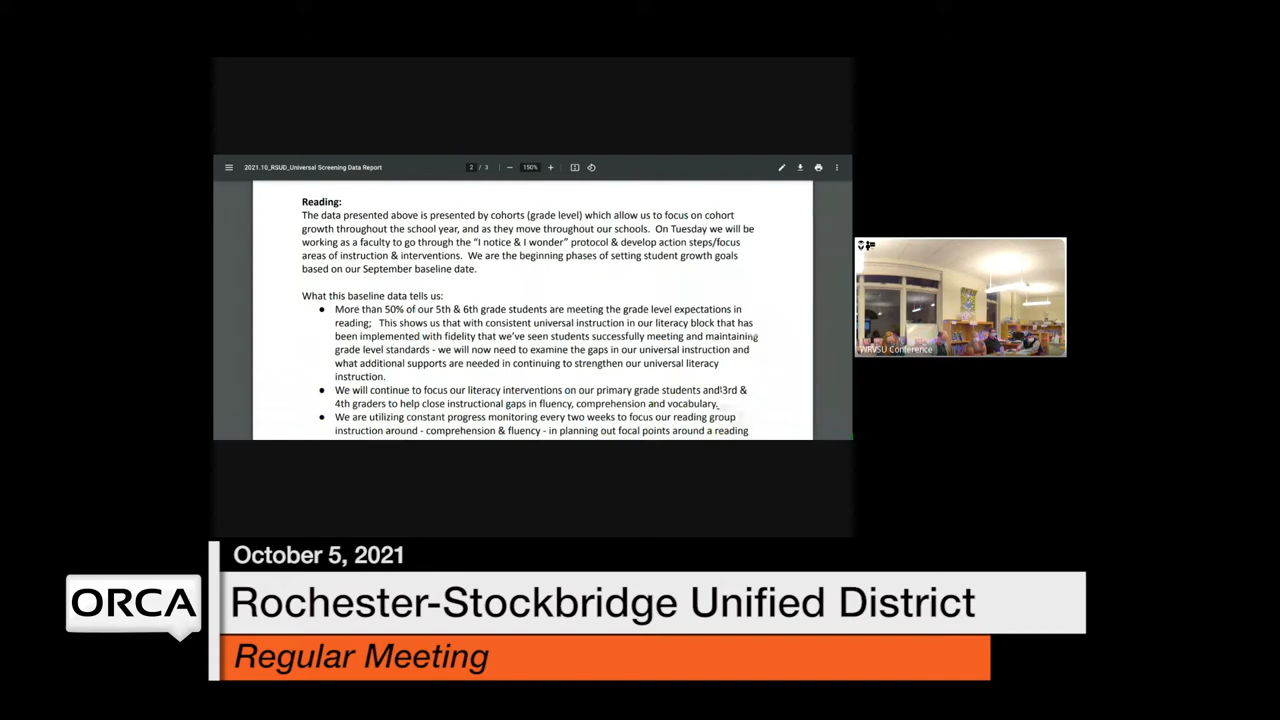 2021.10_RSUD_Universal Screening Data Report
2 / 3
150%
Reading:
The data presented above is presented by cohorts (grade level) which allow us to focus on cohort
growth throughout the school year, and as they move throughout our schools. On Tuesday we will be
working as a faculty to go through the “I notice & I wonder” protocol & develop action steps/focus
areas of instruction & interventions. We are the beginning phases of setting student growth goals
based on our September baseline date.
What this baseline data tells us:
● More than 50% of our 5th & 6th grade students are meeting the grade level expectations in
reading; This shows us that with consistent universal instruction in our literacy block that has
been implemented with fidelity that we’ve seen students successfully meeting and maintaining
grade level standards - we will now need to examine the gaps in our universal instruction and
what additional supports are needed in continuing to strengthen our universal literacy
instruction.
● We will continue to focus our literacy interventions on our primary grade students and 3rd &
4th graders to help close instructional gaps in fluency, comprehension and vocabulary.
● We are utilizing constant progress monitoring every two weeks to focus our reading group
instruction around - comprehension & fluency - in planning out focal points around a reading
WRVSU Conference
October 5, 2021
ORCA
Rochester-Stockbridge Unified District
Regular Meeting